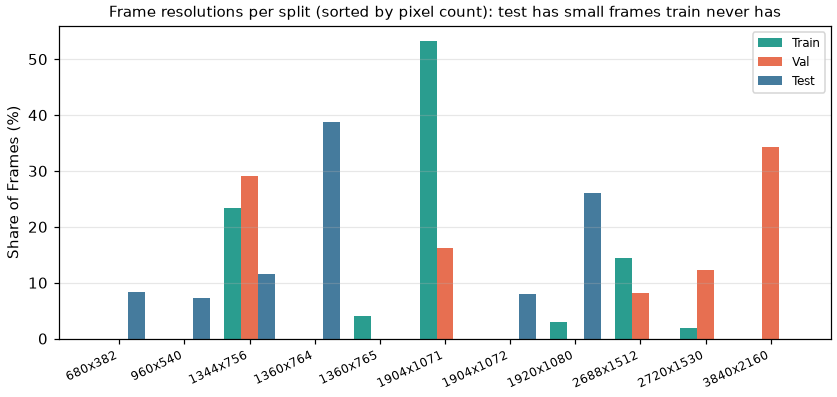 Frame resolutions per split (sorted by pixel count): test has small frames train never has
Share of Frames (%)
50
40
30
20
10
0
Train
Val
Test
680x382
960x540
1344x756
1360x764
1360x765
1904x1071
1904x1072
1920x1080
2688x1512
2720x1530
3840x2160